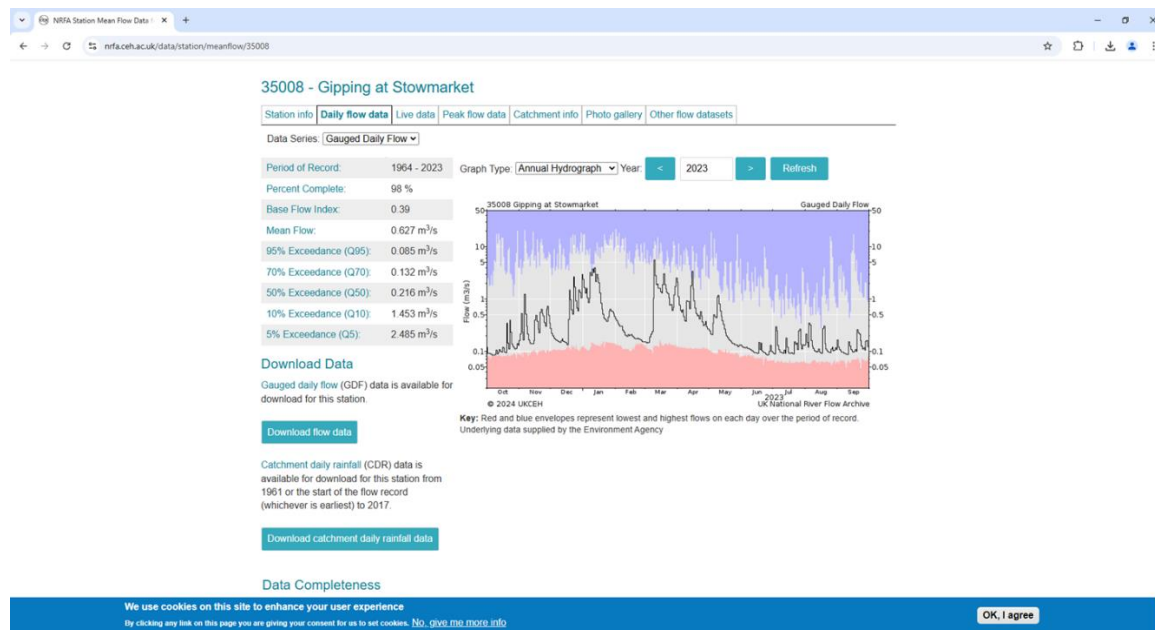 NRFA Station Mean Flow Data f
nrfa.ceh.ac.uk/data/station/meanflow/35008
35008 - Gipping at Stowmarket
Station info Daily flow data Live data Peak flow data Catchment info Photo gallery Other flow datasets
Data Series: Gauged Daily Flow
Period of Record: 1964 - 2023
Percent Complete: 98 %
Base Flow Index: 0.39
Mean Flow: 0.627 m³/s
95% Exceedance (Q95): 0.085 m³/s
70% Exceedance (Q70): 0.132 m³/s
50% Exceedance (Q50): 0.216 m³/s
10% Exceedance (Q10): 1.453 m³/s
5% Exceedance (Q5): 2.485 m³/s
Graph Type: Annual Hydrograph Year: < 2023 > Refresh
35008 Gipping at Stowmarket Gauged Daily Flow
50 50
10 10
5 5
1 1
0.5 0.5
0.1 0.1
0.05 0.05
Flow (m3/s)
Oct Nov Dec Jan Feb Mar Apr May Jun Jul Aug Sep
2023
© 2024 UKCEH UK National River Flow Archive
Key: Red and blue envelopes represent lowest and highest flows on each day over the period of record.
Underlying data supplied by the Environment Agency
Download Data
Gauged daily flow (GDF) data is available for
download for this station.
Download flow data
Catchment daily rainfall (CDR) data is
available for download for this station from
1961 or the start of the flow record
(whichever is earliest) to 2017.
Download catchment daily rainfall data
Data Completeness
We use cookies on this site to enhance your user experience
By clicking any link on this page you are giving your consent for us to set cookies. No, give me more info
OK, I agree